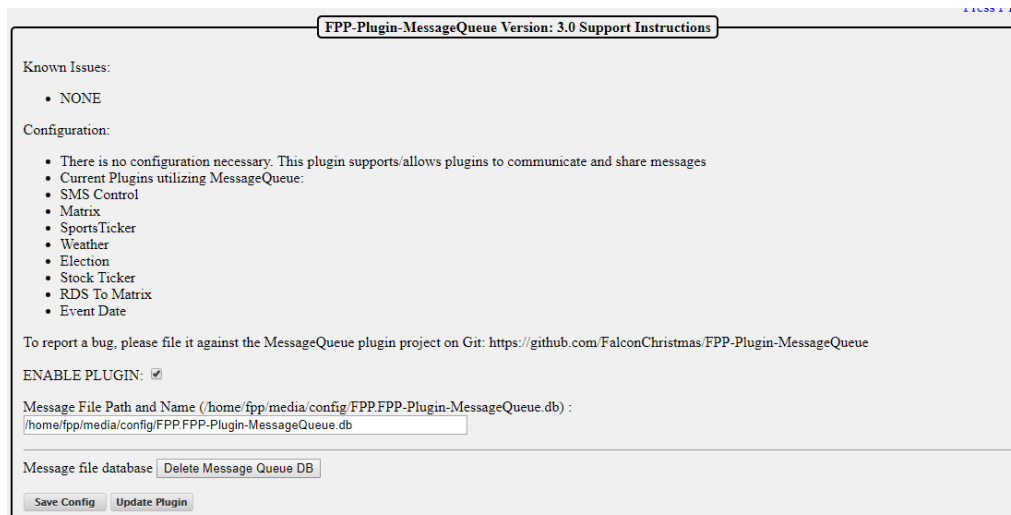 FPP-Plugin-MessageQueue Version: 3.0 Support Instructions
Known Issues:
NONE
Configuration:
There is no configuration necessary. This plugin supports/allows plugins to communicate and share messages
Current Plugins utilizing MessageQueue:
SMS Control
Matrix
SportsTicker
Weather
Election
Stock Ticker
RDS To Matrix
Event Date
To report a bug, please file it against the MessageQueue plugin project on Git: https://github.com/FalconChristmas/FPP-Plugin-MessageQueue
ENABLE PLUGIN:
Message File Path and Name (/home/fpp/media/config/FPP.FPP-Plugin-MessageQueue.db) :
/home/fpp/media/config/FPP.FPP-Plugin-MessageQueue.db
Message file database Delete Message Queue DB
Save Config Update Plugin